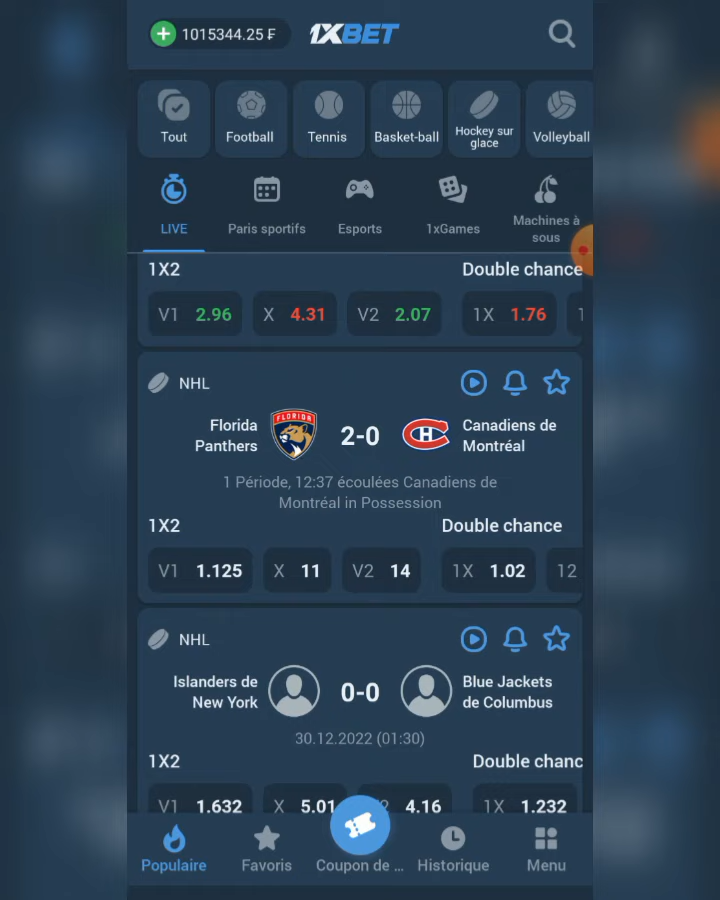 1015344.25 ₣
1XBET
Tout
Football
Tennis
Basket-ball
Hockey sur
glace
Volleyball
LIVE
Paris sportifs
Esports
1xGames
Machines à
sous
1X2
Double chance
V1 2.96
X 4.31
V2 2.07
1X 1.76
1
NHL
Florida
Panthers
FLORIDA
2-0
Canadiens de
Montréal
1 Période, 12:37 écoulées Canadiens de
Montréal in Possession
1X2
Double chance
V1 1.125
X 11
V2 14
1X 1.02
12
NHL
Islanders de
New York
0-0
Blue Jackets
de Columbus
30.12.2022 (01:30)
1X2
Double chanc
V1 1.632
X 5.01
2 4.16
1X 1.232
Populaire
Favoris
Coupon de ...
Historique
Menu